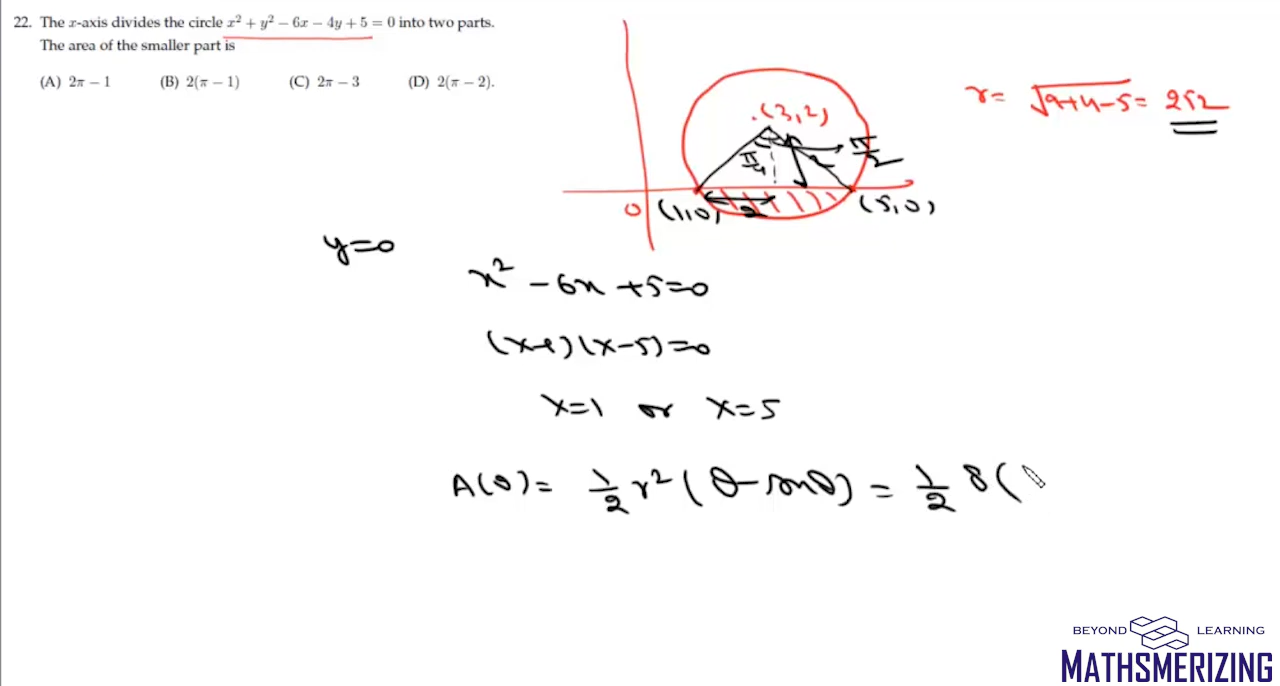 22. The x-axis divides the circle x² + y² − 6x − 4y + 5 = 0 into two parts.
The area of the smaller part is
(A) 2π − 1 (B) 2(π − 1) (C) 2π − 3 (D) 2(π − 2).
r = √9+4−5 = 2√2
(3,2)
π/4 2 π/2
0 (1,0) 2 (5,0)
y=0
x² − 6x + 5 = 0
(x−1)(x−5)=0
x=1 or x=5
A(θ) = 1/2 r² (θ − sinθ) = 1/2 8 (
BEYOND LEARNING
MATHSMERIZING